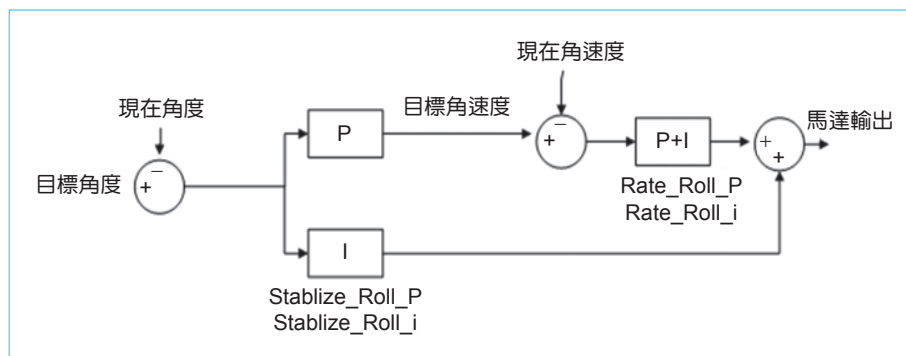 現在角速度
現在角度
目標角速度
馬達輸出
−
−
P
+
P+I
+
+
目標角度
+
Rate_Roll_P
Rate_Roll_i
I
Stablize_Roll_P
Stablize_Roll_i